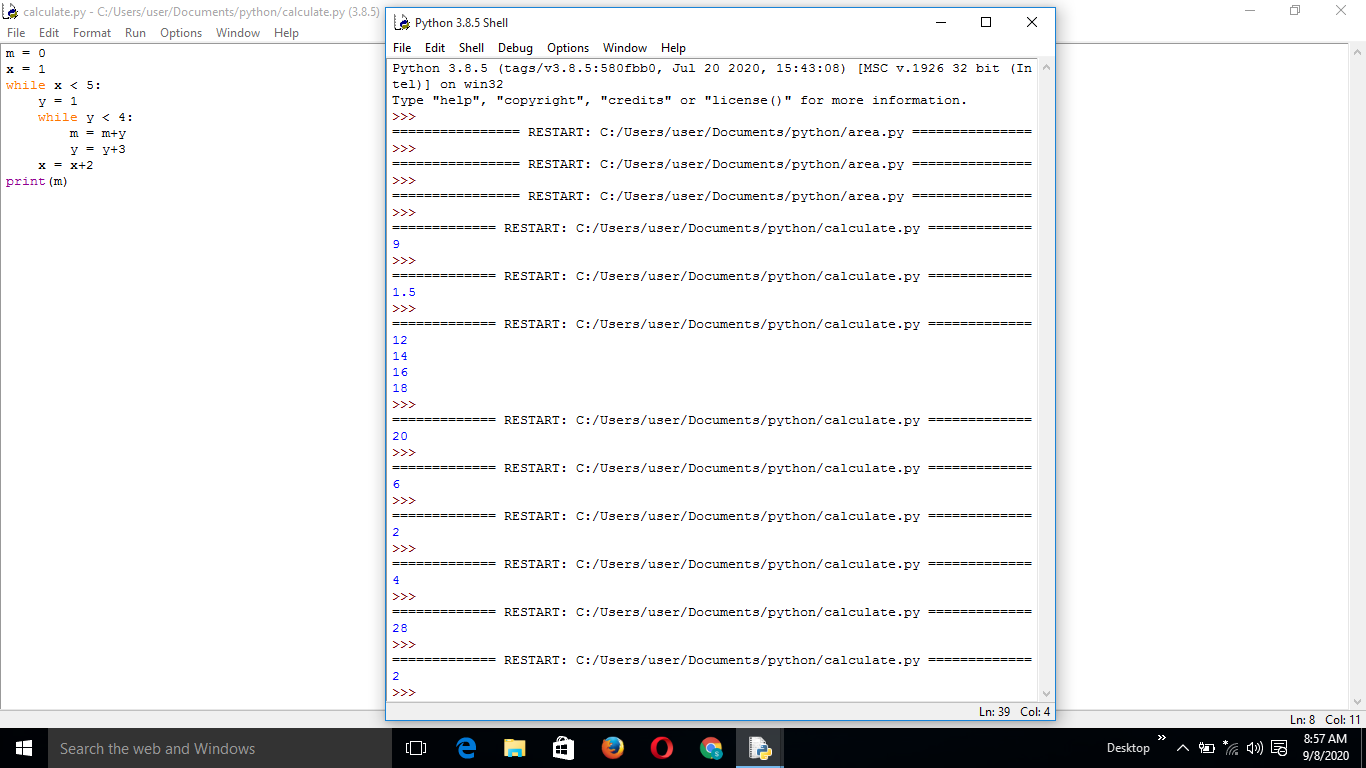 calculate.py - C:/Users/user/Documents/python/calculate.py (3.8.5)
File Edit Format Run Options Window Help
m = 0
x = 1
while x < 5:
    y = 1
    while y < 4:
        m = m+y
        y = y+3
    x = x+2
print(m)
Ln: 8 Col: 11
Python 3.8.5 Shell
File Edit Shell Debug Options Window Help
Python 3.8.5 (tags/v3.8.5:580fbb0, Jul 20 2020, 15:43:08) [MSC v.1926 32 bit (In
tel)] on win32
Type "help", "copyright", "credits" or "license()" for more information.
>>>
================ RESTART: C:/Users/user/Documents/python/area.py ===============
>>>
================ RESTART: C:/Users/user/Documents/python/area.py ===============
>>>
================ RESTART: C:/Users/user/Documents/python/area.py ===============
>>>
============= RESTART: C:/Users/user/Documents/python/calculate.py =============
9
>>>
============= RESTART: C:/Users/user/Documents/python/calculate.py =============
1.5
>>>
============= RESTART: C:/Users/user/Documents/python/calculate.py =============
12
14
16
18
>>>
============= RESTART: C:/Users/user/Documents/python/calculate.py =============
20
>>>
============= RESTART: C:/Users/user/Documents/python/calculate.py =============
6
>>>
============= RESTART: C:/Users/user/Documents/python/calculate.py =============
2
>>>
============= RESTART: C:/Users/user/Documents/python/calculate.py =============
4
>>>
============= RESTART: C:/Users/user/Documents/python/calculate.py =============
28
>>>
============= RESTART: C:/Users/user/Documents/python/calculate.py =============
2
>>>
Ln: 39 Col: 4
Search the web and Windows
Desktop
8:57 AM
9/8/2020